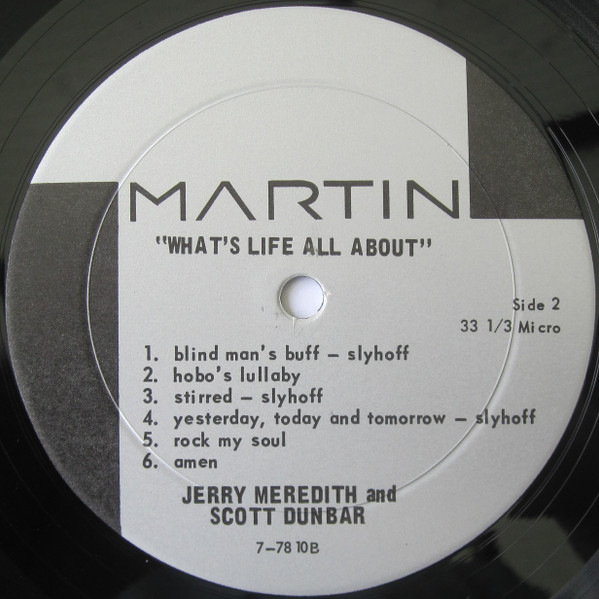 MARTIN
"WHAT'S LIFE ALL ABOUT"
Side 2
33 1/3 Micro
1. blind man's buff – slyhoff
2. hobo's lullaby
3. stirred – slyhoff
4. yesterday, today and tomorrow – slyhoff
5. rock my soul
6. amen
JERRY MEREDITH and
SCOTT DUNBAR
7–78 10B